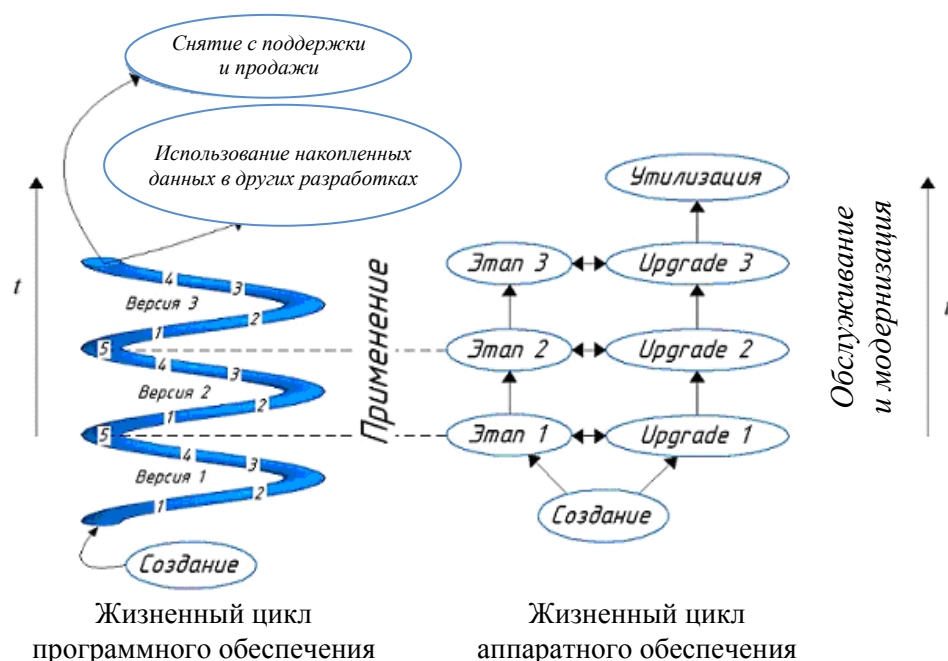 Снятие с поддержки
и продажи
Использование накопленных
данных в других разработках
t
4
3
Версия 3
1
2
5
4
3
Версия 2
1
2
5
4
3
Версия 1
1
2
Создание
Применение
Утилизация
Этап 3
Upgrade 3
Этап 2
Upgrade 2
Этап 1
Upgrade 1
Создание
Обслуживание
и модернизация
Жизненный цикл
программного обеспечения
Жизненный цикл
аппаратного обеспечения